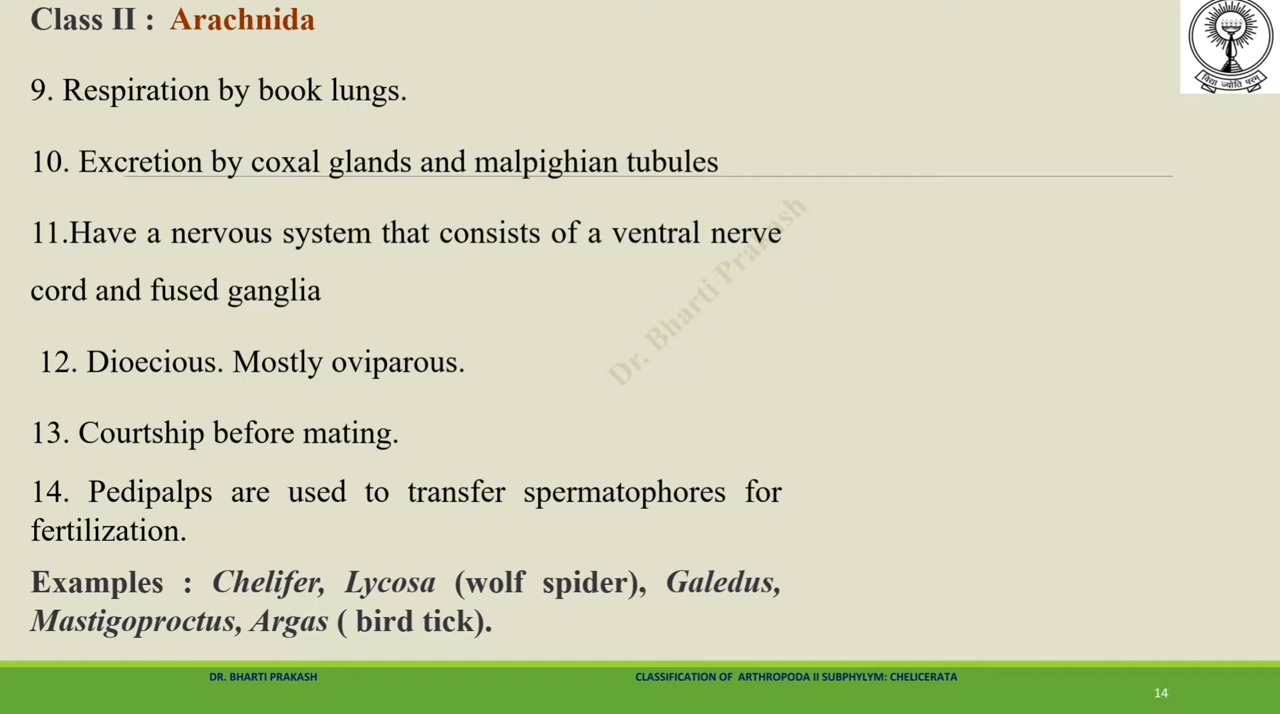 Class II : Arachnida
9. Respiration by book lungs.
10. Excretion by coxal glands and malpighian tubules
11.Have a nervous system that consists of a ventral nerve
cord and fused ganglia
12. Dioecious. Mostly oviparous.
13. Courtship before mating.
14. Pedipalps are used to transfer spermatophores for
fertilization.
Examples : Chelifer, Lycosa (wolf spider), Galedus,
Mastigoproctus, Argas ( bird tick).
Dr. Bharti Prakash
विद्या ज्योति परम्
DR. BHARTI PRAKASH
CLASSIFICATION OF ARTHROPODA II SUBPHYLYM: CHELICERATA
14